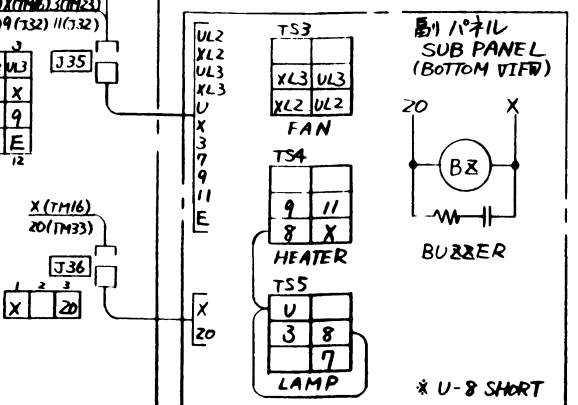 X(TM16) 3(TM23)
9(J32) 11(J32)
3
UL3
X
9
E
12
J35
X(TM16)
20(TM33)
J36
1 2 3
X 20
UL2
XL2
UL3
XL3
U
X
3
7
9
11
E
X
20
TS3
XL3 UL3
XL2 UL2
FAN
TS4
9 11
8 X
HEATER
TS5
U
3 8
7
LAMP
副パネル
SUB PANEL
(BOTTOM VIEW)
20 X
BZ
BUZZER
※ U-8 SHORT